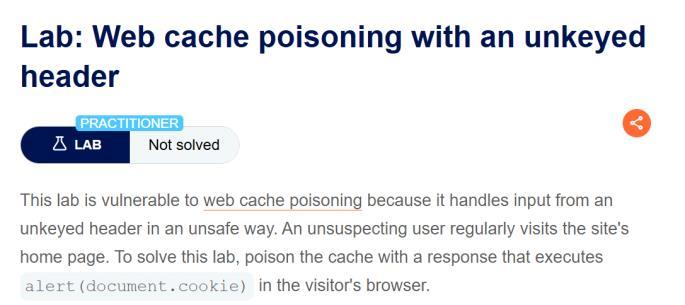 Lab: Web cache poisoning with an unkeyed
header
PRACTITIONER
LAB Not solved
This lab is vulnerable to web cache poisoning because it handles input from an
unkeyed header in an unsafe way. An unsuspecting user regularly visits the site's
home page. To solve this lab, poison the cache with a response that executes
alert(document.cookie) in the visitor's browser.